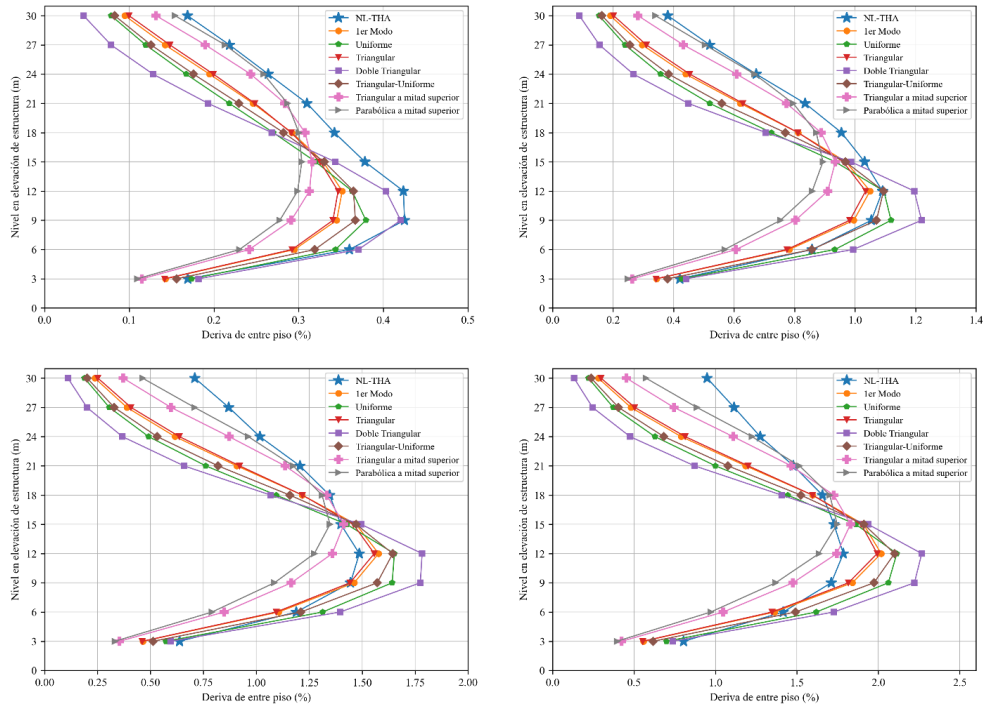 Nivel en elevación de estructura (m)
30
27
24
21
18
15
12
9
6
3
0
NL-THA
1er Modo
Uniforme
Triangular
Doble Triangular
Triangular-Uniforme
Triangular a mitad superior
Parabólica a mitad superior
0.0 0.1 0.2 0.3 0.4 0.5
Deriva de entre piso (%)
Nivel en elevación de estructura (m)
30
27
24
21
18
15
12
9
6
3
0
NL-THA
1er Modo
Uniforme
Triangular
Doble Triangular
Triangular-Uniforme
Triangular a mitad superior
Parabólica a mitad superior
0.0 0.2 0.4 0.6 0.8 1.0 1.2 1.4
Deriva de entre piso (%)
Nivel en elevación de estructura (m)
30
27
24
21
18
15
12
9
6
3
0
NL-THA
1er Modo
Uniforme
Triangular
Doble Triangular
Triangular-Uniforme
Triangular a mitad superior
Parabólica a mitad superior
0.00 0.25 0.50 0.75 1.00 1.25 1.50 1.75 2.00
Deriva de entre piso (%)
Nivel en elevación de estructura (m)
30
27
24
21
18
15
12
9
6
3
0
NL-THA
1er Modo
Uniforme
Triangular
Doble Triangular
Triangular-Uniforme
Triangular a mitad superior
Parabólica a mitad superior
0.0 0.5 1.0 1.5 2.0 2.5
Deriva de entre piso (%)